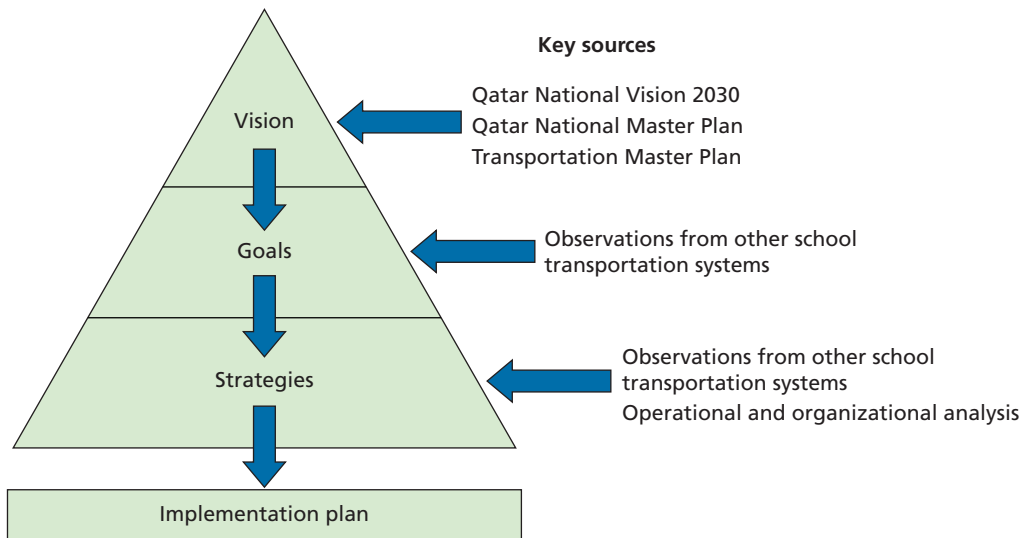 Key sources
Vision
Qatar National Vision 2030
Qatar National Master Plan
Transportation Master Plan
Goals
Observations from other school
transportation systems
Strategies
Observations from other school
transportation systems
Operational and organizational analysis
Implementation plan